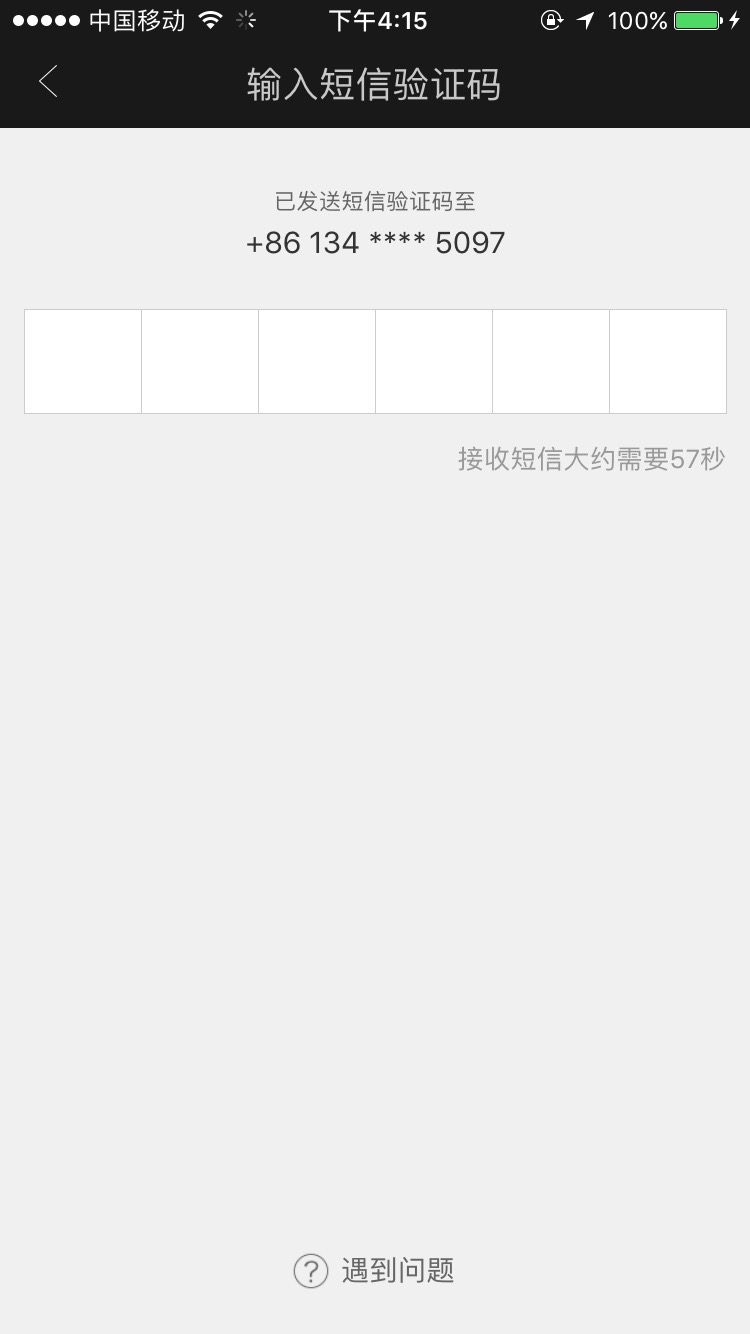 中国移动 下午4:15 100%
输入短信验证码
已发送短信验证码至
+86 134 **** 5097
接收短信大约需要57秒
? 遇到问题